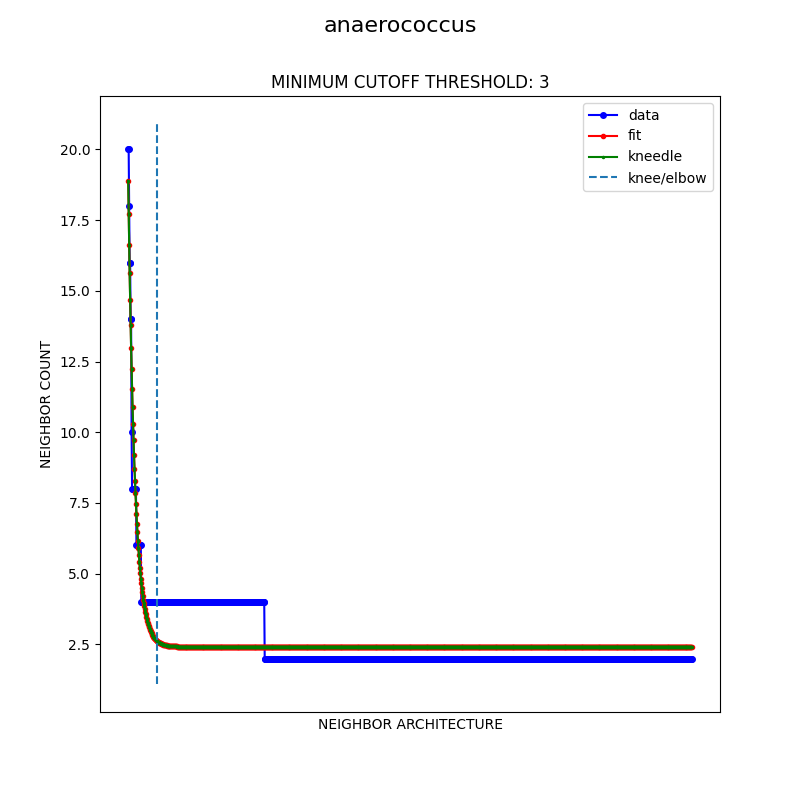 anaerococcus
MINIMUM CUTOFF THRESHOLD: 3
data
fit
kneedle
knee/elbow
20.0
17.5
15.0
12.5
10.0
7.5
5.0
2.5
NEIGHBOR COUNT
NEIGHBOR ARCHITECTURE